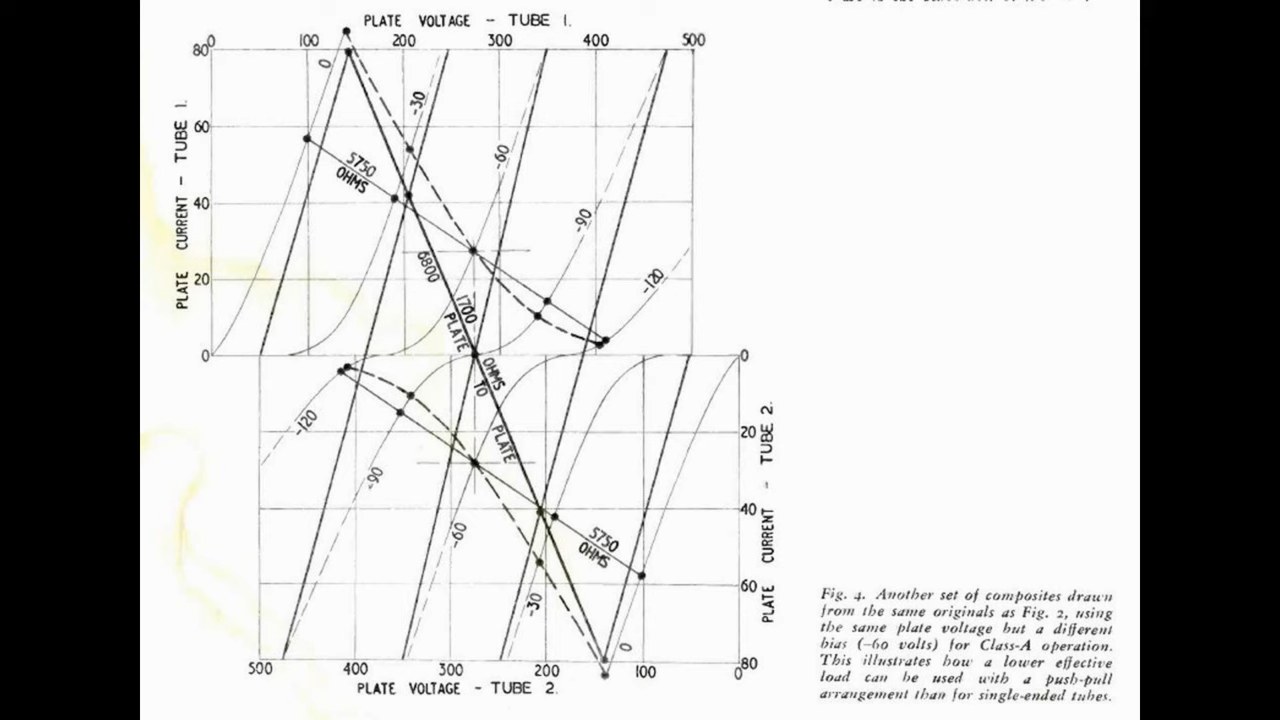 PLATE VOLTAGE - TUBE 1.
0 100 200 300 400 500
80
60
40
20
0
PLATE CURRENT - TUBE 1.
0
-30
-60
-90
-120
5750
OHMS
6800
1700
PLATE
OHMS
TO
PLATE
0
20
40
60
80
PLATE CURRENT - TUBE 2.
-120
-90
-60
-30
0
5750
OHMS
500 400 300 200 100 0
PLATE VOLTAGE - TUBE 2.
Fig. 4. Another set of composites drawn
from the same originals as Fig. 2, using
the same plate voltage but a different
bias (-60 volts) for Class-A operation.
This illustrates how a lower effective
load can be used with a push-pull
arrangement than for single-ended tubes.